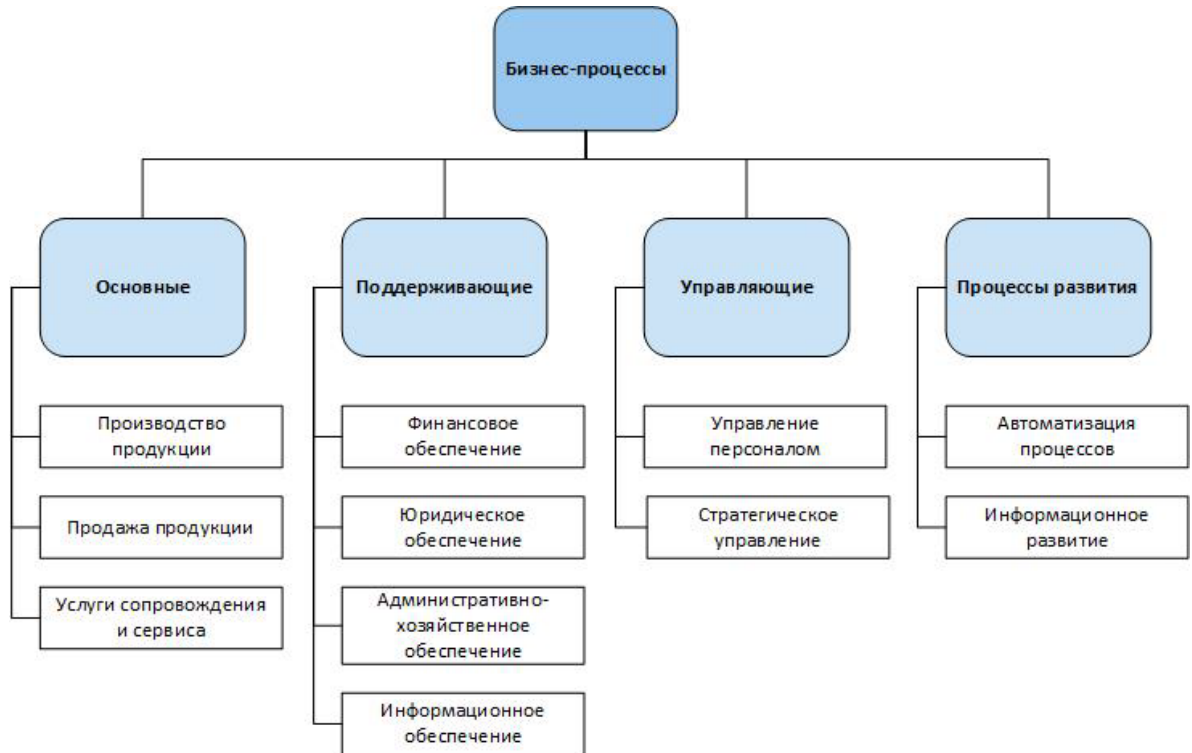 Бизнес-процессы
Основные
Поддерживающие
Управляющие
Процессы развития
Производство
продукции
Финансовое
обеспечение
Управление
персоналом
Автоматизация
процессов
Продажа продукции
Юридическое
обеспечение
Стратегическое
управление
Информационное
развитие
Услуги сопровождения
и сервиса
Административно-
хозяйственное
обеспечение
Информационное
обеспечение